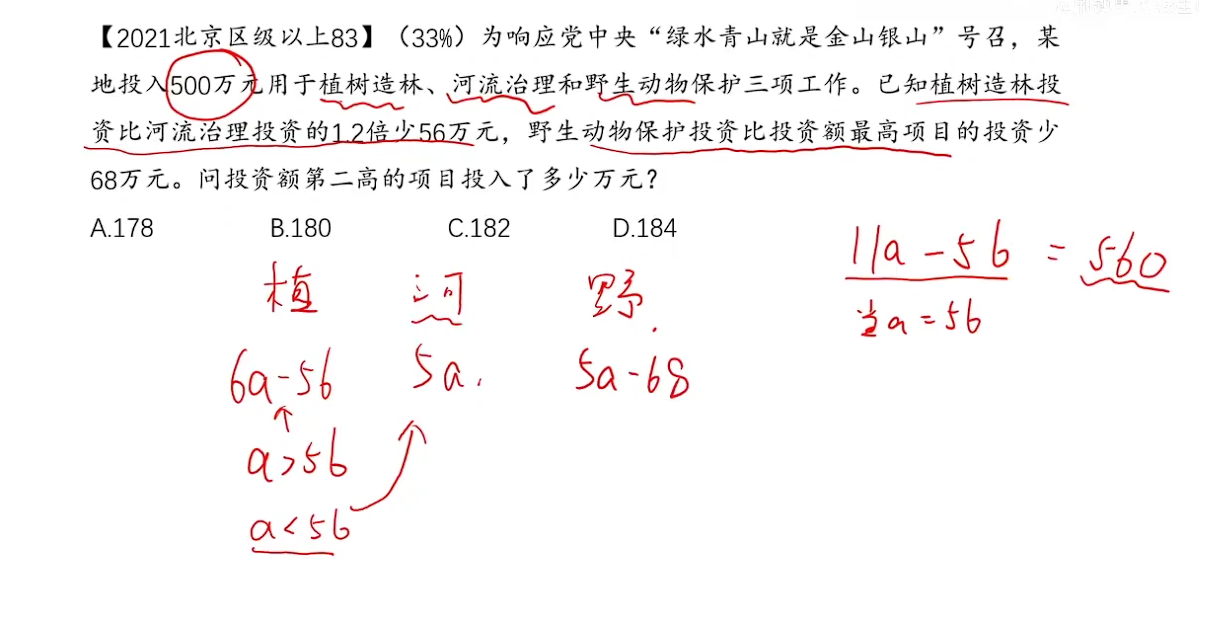 【2021北京区级以上83】（33%）为响应党中央“绿水青山就是金山银山”号召，某
地投入500万元用于植树造林、河流治理和野生动物保护三项工作。已知植树造林投
资比河流治理投资的1.2倍少56万元，野生动物保护投资比投资额最高项目的投资少
68万元。问投资额第二高的项目投入了多少万元？
A.178 B.180 C.182 D.184
11a-56 = 560
当a=56
植 河 野
6a-56 5a 5a-68
a>56
a<56